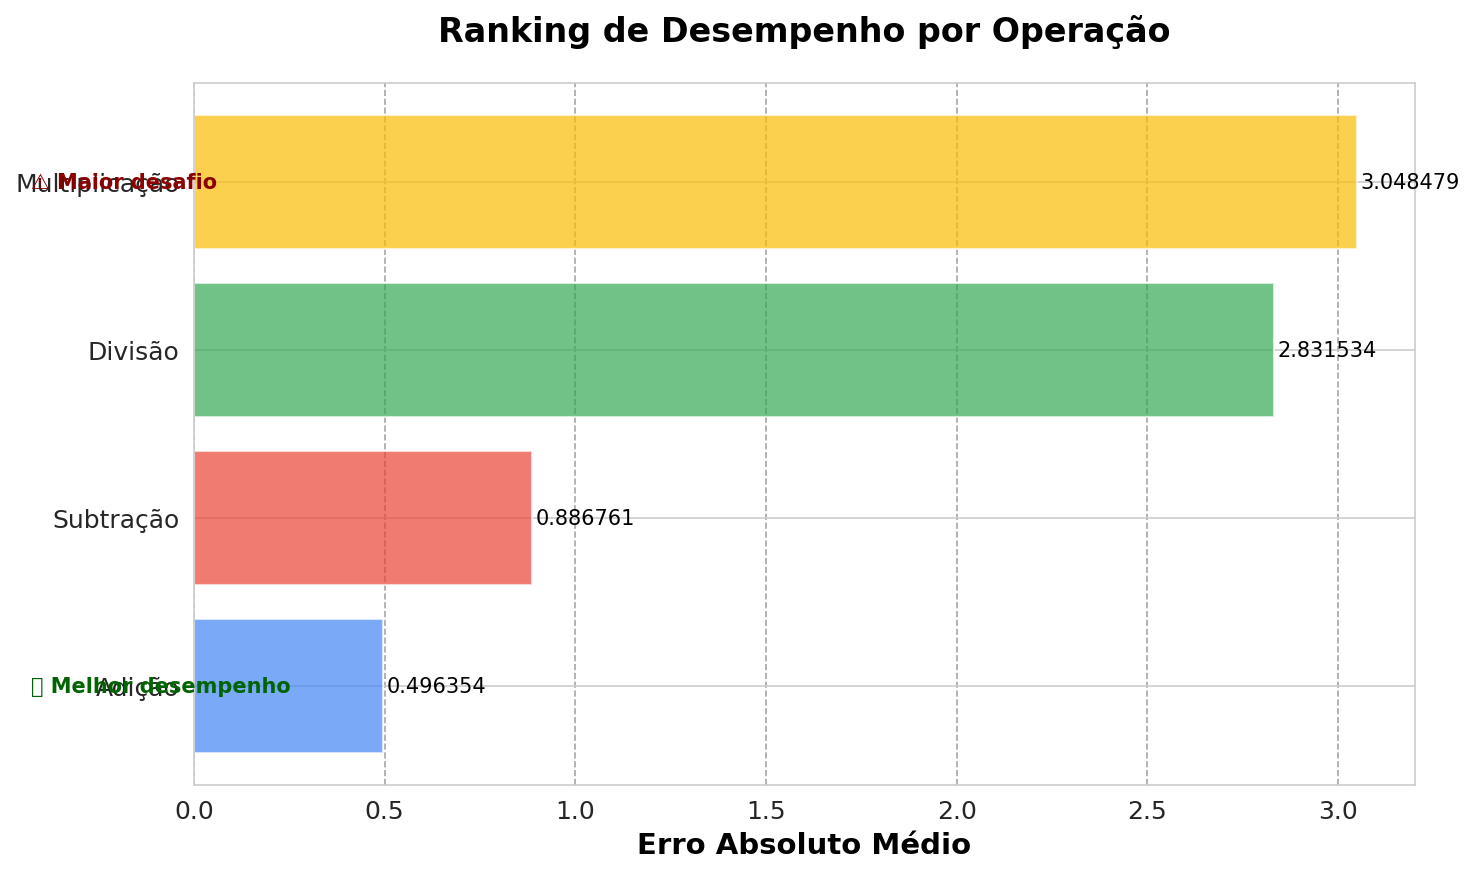 Ranking de Desempenho por Operação
Multiplicação
⚠ Maior desafio
3.048479
Divisão
2.831534
Subtração
0.886761
Adição
Melhor desempenho
0.496354
0.0 0.5 1.0 1.5 2.0 2.5 3.0
Erro Absoluto Médio